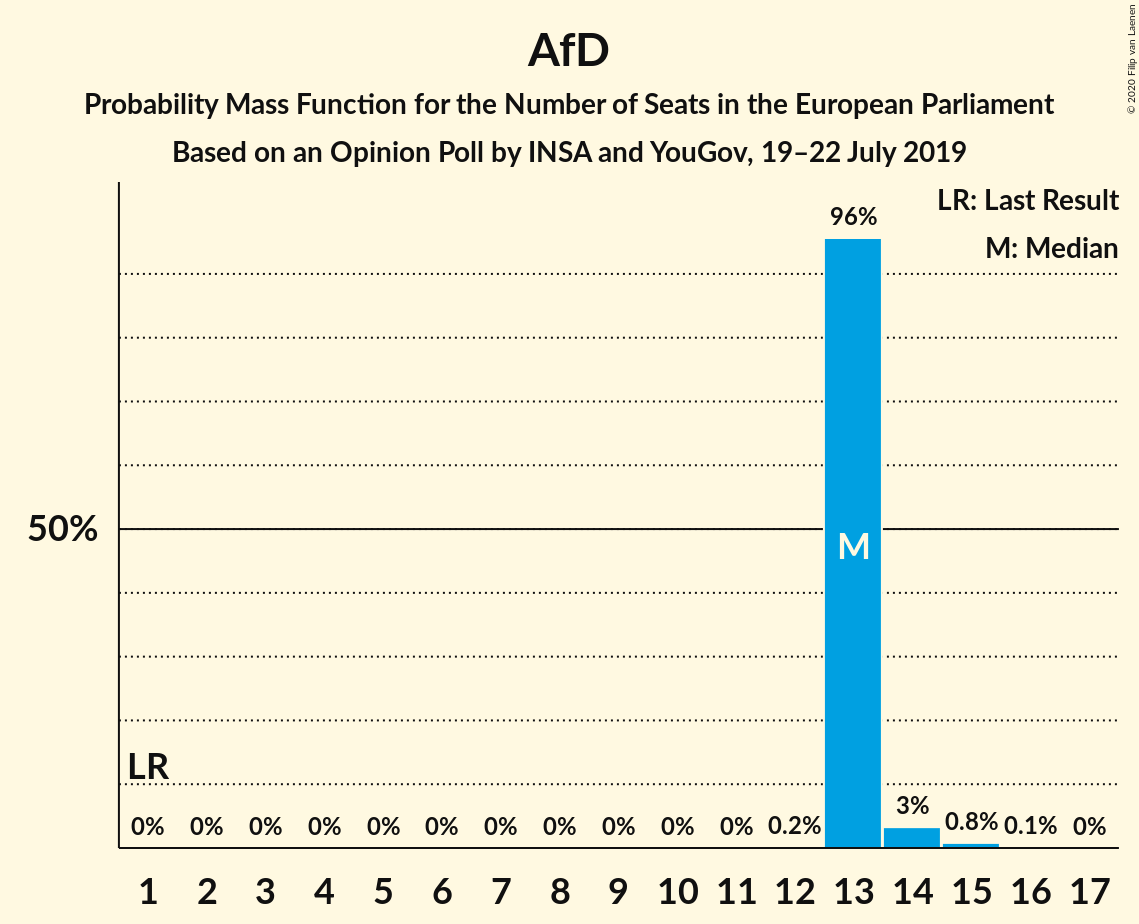 AfD
Probability Mass Function for the Number of Seats in the European Parliament
Based on an Opinion Poll by INSA and YouGov, 19–22 July 2019
© 2020 Filip van Laenen
LR: Last Result
M: Median
96%
50%
M
LR
0% 0% 0% 0% 0% 0% 0% 0% 0% 0% 0% 0.2% 3% 0.8% 0.1% 0%
1 2 3 4 5 6 7 8 9 10 11 12 13 14 15 16 17